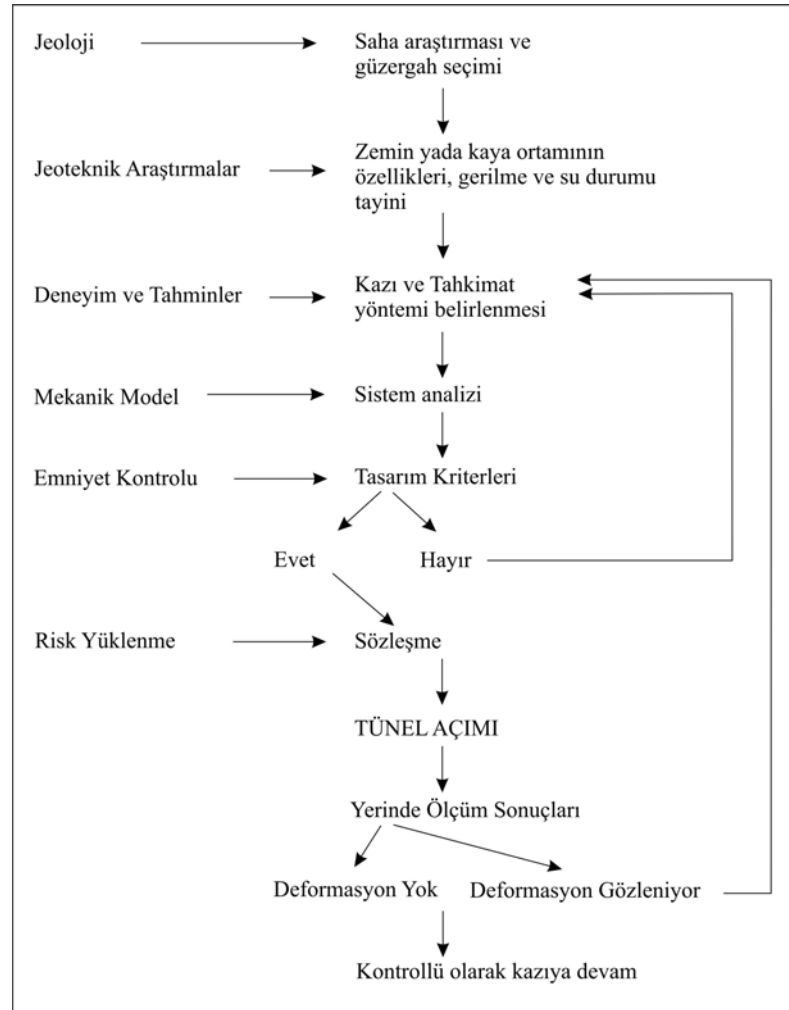 Jeoloji
Saha araştırması ve
güzergah seçimi
Jeoteknik Araştırmalar
Zemin yada kaya ortamının
özellikleri, gerilme ve su durumu
tayini
Deneyim ve Tahminler
Kazı ve Tahkimat
yöntemi belirlenmesi
Mekanik Model
Sistem analizi
Emniyet Kontrolu
Tasarım Kriterleri
Evet
Hayır
Risk Yüklenme
Sözleşme
TÜNEL AÇIMI
Yerinde Ölçüm Sonuçları
Deformasyon Yok
Deformasyon Gözleniyor
Kontrollü olarak kazıya devam